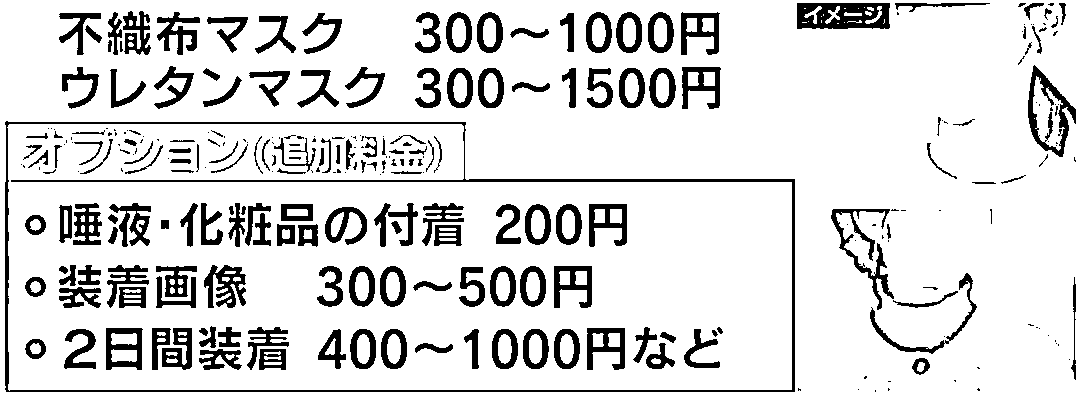 不織布マスク 300〜1000円
ウレタンマスク 300〜1500円
オプション(追加料金)
○唾液・化粧品の付着 200円
○装着画像 300〜500円
○2日間装着 400〜1000円など
イメージ